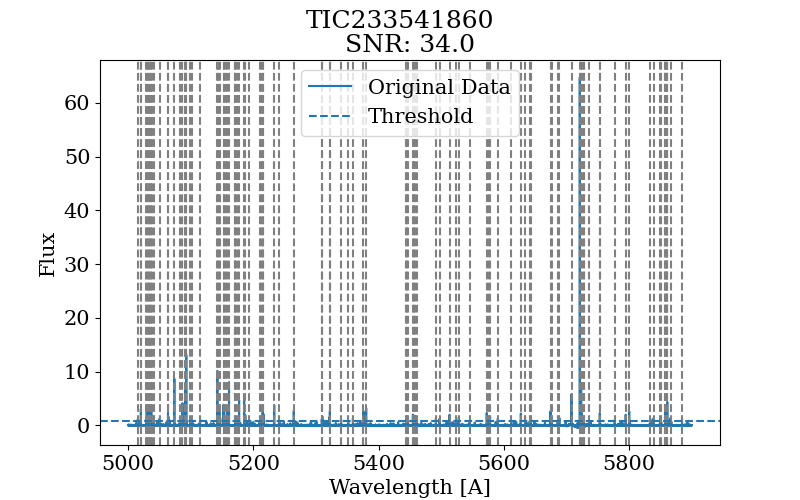 TIC233541860
SNR: 34.0
Original Data
Threshold
Flux
60
50
40
30
20
10
0
5000 5200 5400 5600 5800
Wavelength [A]